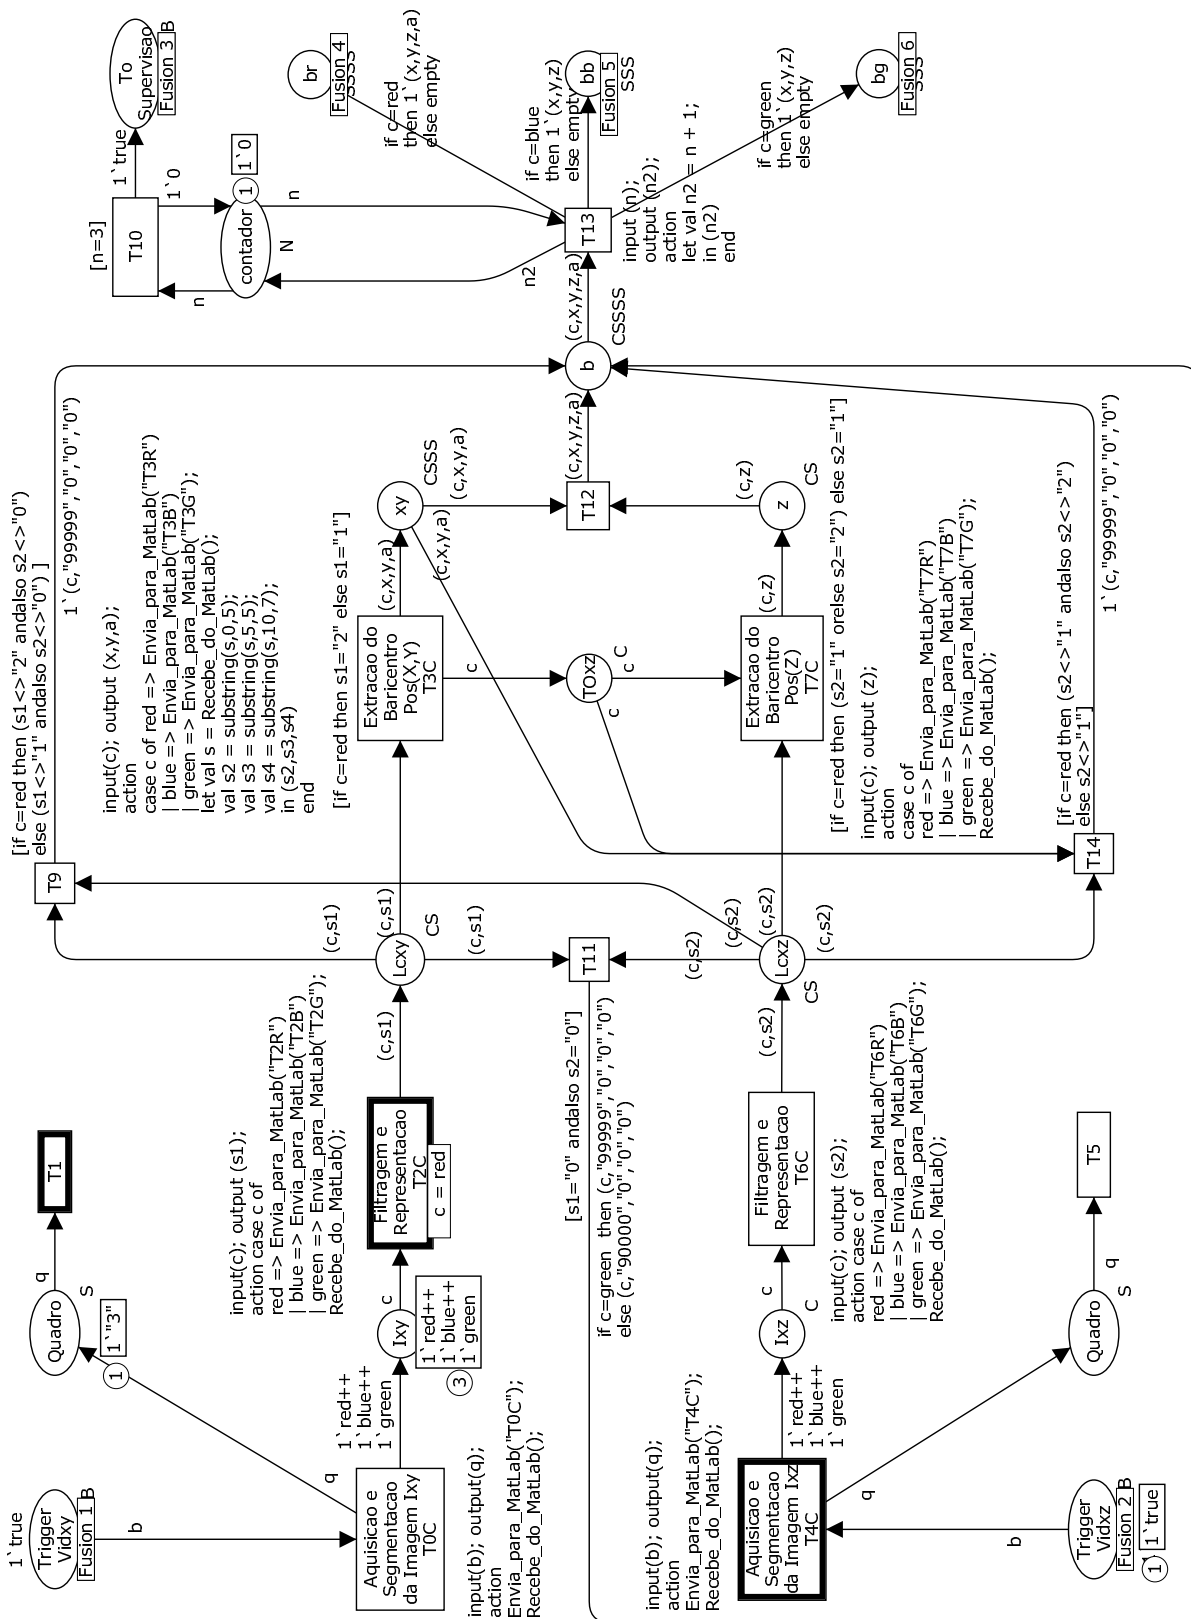 1`true
Trigger
Vidxy
Fusion 1
B
b
Aquisicao e
Segmentacao
da Imagem Ixy
T0C
input(b); output(q);
action
Envia_para_MatLab("T0C");
Recebe_do_MatLab();
q
Quadro
S
1
1`"3"
q
T1
1`red++
1`blue++
1`green
Ixy
1`red++
1`blue++
1`green
3
c
Filtragem e
Representacao
T2C
c = red
input(c); output (s1);
action case c of
red => Envia_para_MatLab("T2R")
| blue => Envia_para_MatLab("T2B")
| green => Envia_para_MatLab("T2G");
Recebe_do_MatLab();
(c,s1)
Lcxy
CS
(c,s1)
(c,s1)
(c,s1)
T9
[if c=red then (s1<>"2" andalso s2<>"0")
else (s1<>"1" andalso s2<>"0") ]
1`(c,"99999","0","0","0")
input(c); output (x,y,a);
action
case c of red => Envia_para_MatLab("T3R")
| blue => Envia_para_MatLab("T3B")
| green => Envia_para_MatLab("T3G");
let val s = Recebe_do_MatLab();
val s2 = substring(s,0,5);
val s3 = substring(s,5,5);
val s4 = substring(s,10,7);
in (s2,s3,s4)
end
[if c=red then s1="2" else s1="1"]
Extracao do
Baricentro
Pos(X,Y)
T3C
(c,x,y,a)
xy
CSSS
(c,x,y,a)
(c,x,y,a)
c
TOxz
C
c
c
T11
[s1="0" andalso s2="0"]
if c=green then (c,"99999","0","0","0")
else (c,"90000","0","0","0")
T12
(c,x,y,z,a)
b
CSSSS
(c,x,y,z,a)
T13
input (n);
output (n2);
action
let val n2 = n + 1;
in (n2)
end
n2
n
contador
1
1`0
N
n
1`0
[n=3]
T10
1`true
To
Supervisao
Fusion 3
B
br
Fusion 4
SSSS
if c=red
then 1`(x,y,z,a)
else empty
bb
Fusion 5
SSS
if c=blue
then 1`(x,y,z)
else empty
bg
Fusion 6
SSS
if c=green
then 1`(x,y,z)
else empty
Trigger
Vidxz
Fusion 2
B
1
1`true
b
Aquisicao e
Segmentacao
da Imagem Ixz
T4C
input(b); output(q);
action
Envia_para_MatLab("T4C");
Recebe_do_MatLab();
q
Quadro
S
q
T5
1`red++
1`blue++
1`green
Ixz
C
c
Filtragem e
Representacao
T6C
input(c); output (s2);
action case c of
red => Envia_para_MatLab("T6R")
| blue => Envia_para_MatLab("T6B")
| green => Envia_para_MatLab("T6G");
Recebe_do_MatLab();
(c,s2)
Lcxz
CS
(c,s2)
(c,s2)
(c,s2)
(c,s2)
Extracao do
Baricentro
Pos(Z)
T7C
(c,z)
z
CS
(c,z)
[if c=red then (s2="1" orelse s2="2") else s2="1"]
input(c); output (z);
action
case c of
red => Envia_para_MatLab("T7R")
| blue => Envia_para_MatLab("T7B")
| green => Envia_para_MatLab("T7G");
Recebe_do_MatLab();
T14
[if c=red then (s2<>"1" andalso s2<>"2")
else s2<>"1"]
1`(c,"99999","0","0","0")